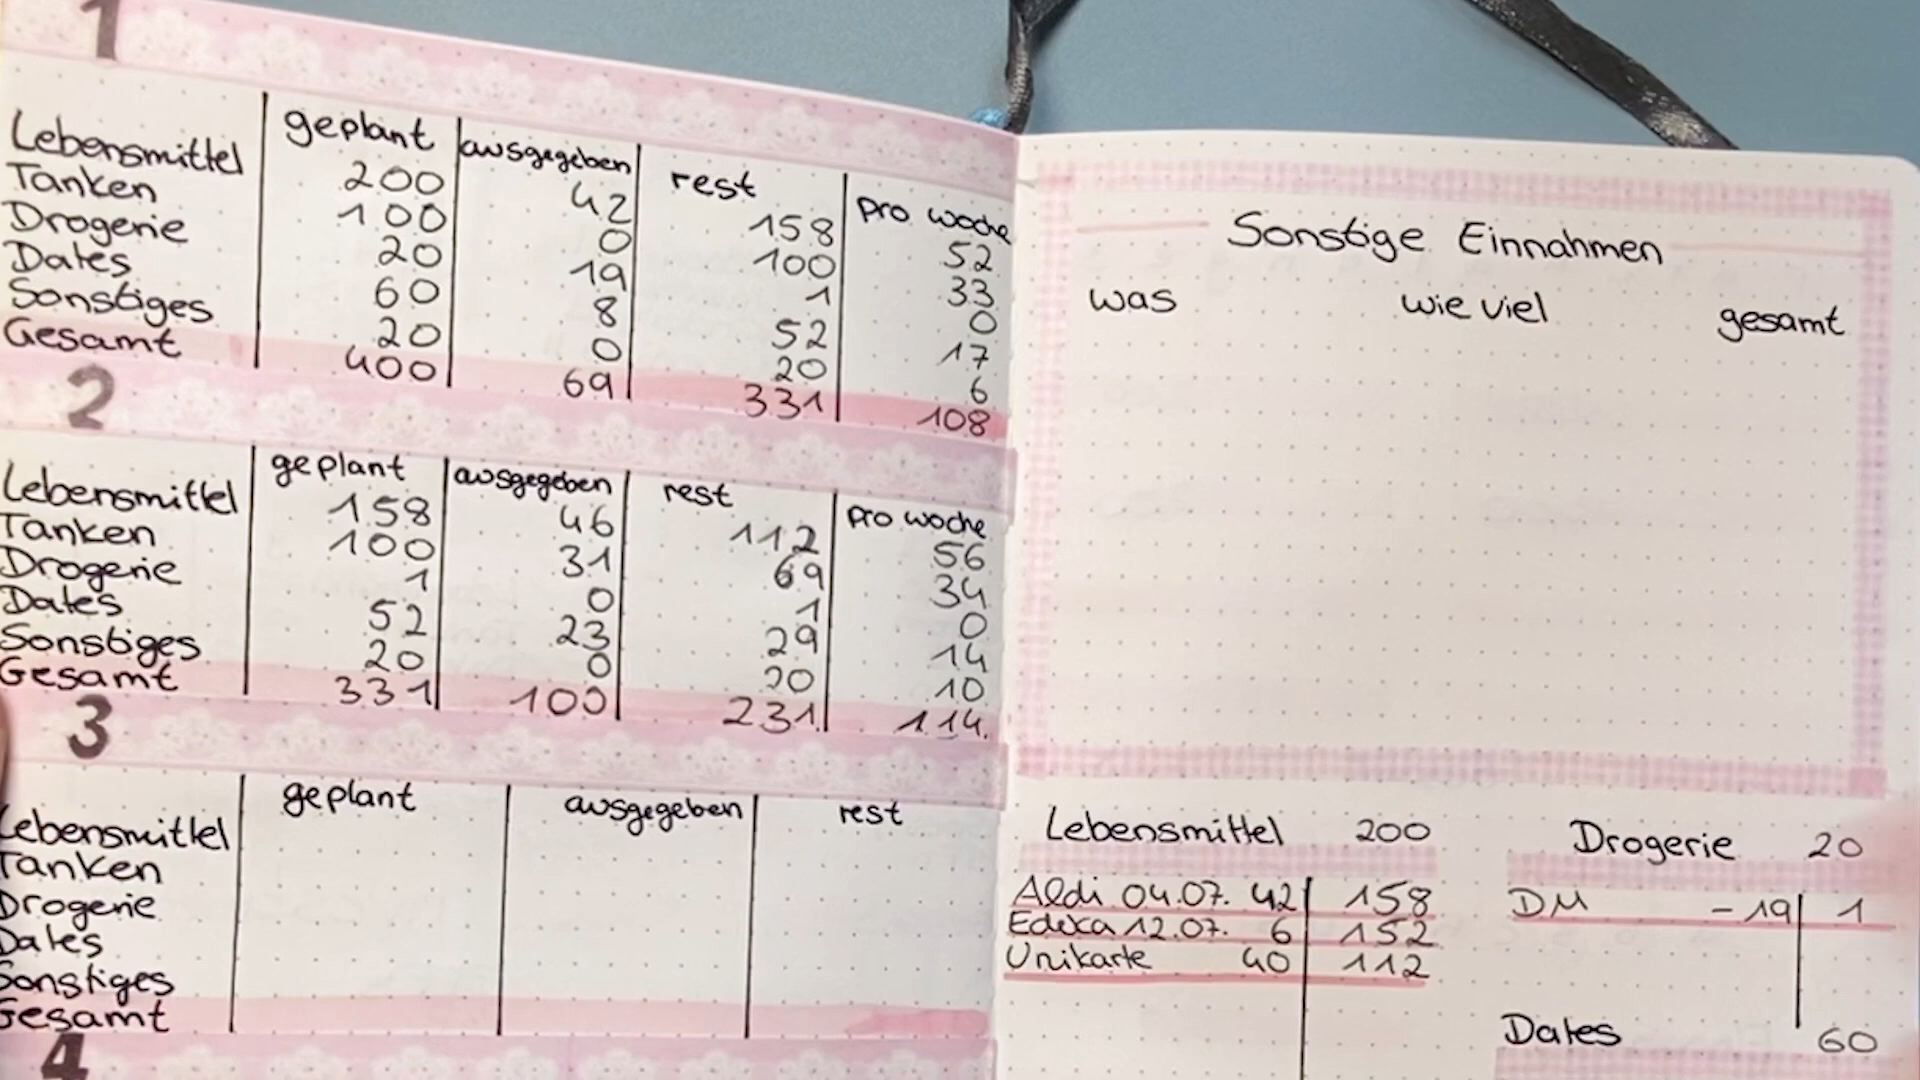 1
geplant ausgegeben rest pro woche
Lebensmittel 200 42 158 52
Tanken 100 0 100 33
Drogerie 20 19 1 0
Dates 60 8 52 17
Sonstiges 20 0 20 6
Gesamt 400 69 331 108
2
geplant ausgegeben rest pro woche
Lebensmittel 158 46 112 56
Tanken 100 31 69 34
Drogerie 1 0 1 0
Dates 52 23 29 14
Sonstiges 20 0 20 10
Gesamt 331 100 231 114
3
geplant ausgegeben rest
Lebensmittel
Tanken
Drogerie
Dates
Sonstiges
Gesamt
4
Sonstige Einnahmen
was wie viel gesamt
Lebensmittel 200
Aldi 04.07. 42 158
Edeka 12.07. 6 152
Unikarte 40 112
Drogerie 20
DM -19 1
Dates 60